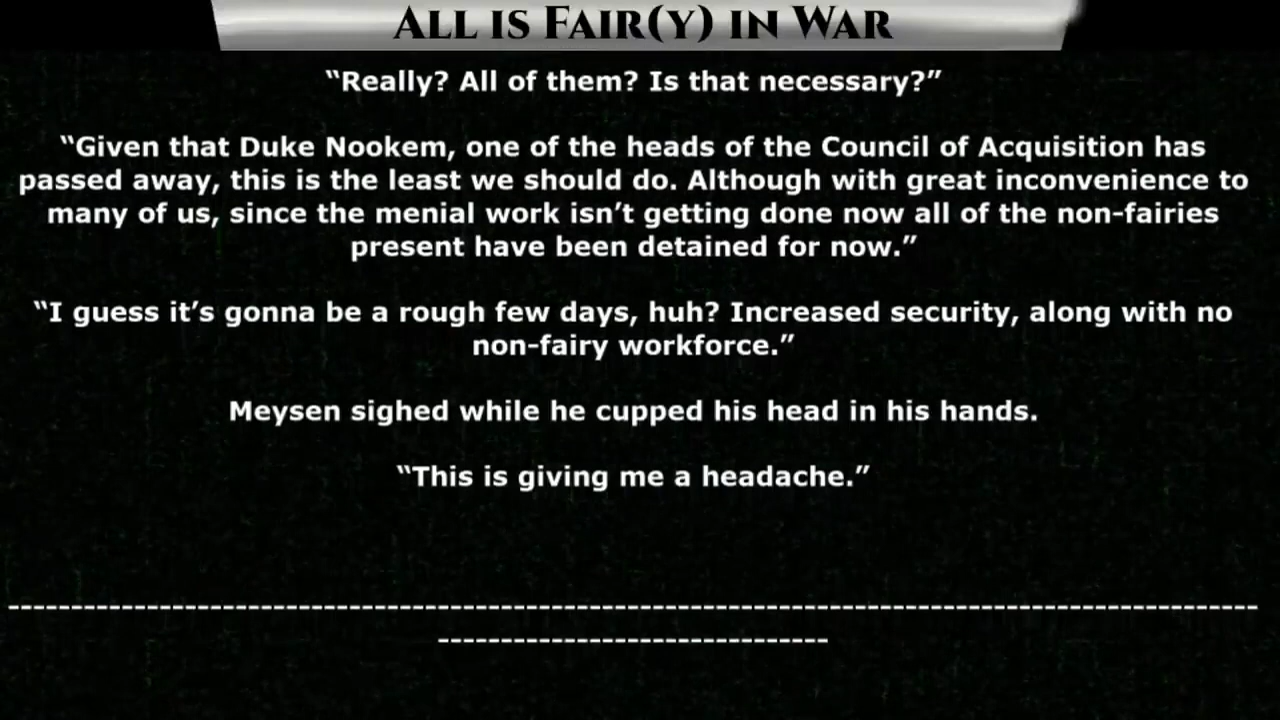 ALL IS FAIR(Y) IN WAR
“Really? All of them? Is that necessary?”
“Given that Duke Nookem, one of the heads of the Council of Acquisition has
passed away, this is the least we should do. Although with great inconvenience to
many of us, since the menial work isn’t getting done now all of the non-fairies
present have been detained for now.”
“I guess it’s gonna be a rough few days, huh? Increased security, along with no
non-fairy workforce.”
Meysen sighed while he cupped his head in his hands.
“This is giving me a headache.”
----------------------------------------------------------------------------------------------------
-------------------------------